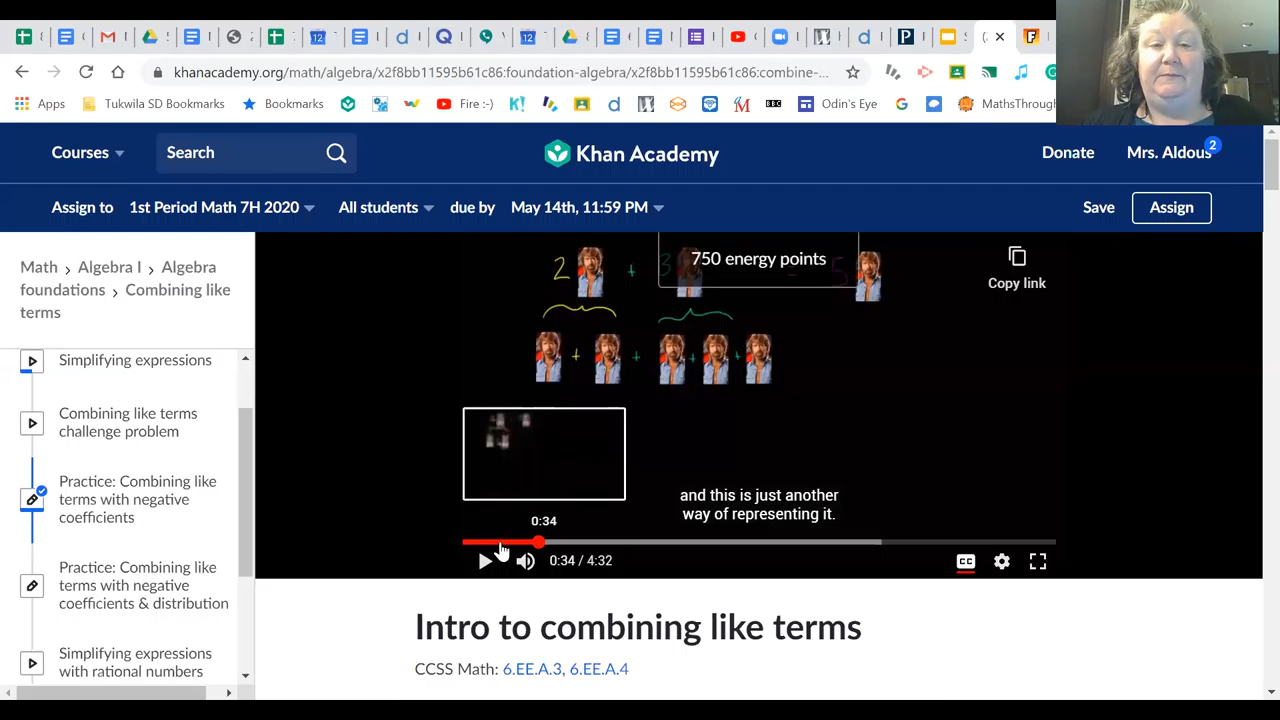 khanacademy.org/math/algebra/x2f8bb11595b61c86:foundation-algebra/x2f8bb11595b61c86:combine-...
Apps
Tukwila SD Bookmarks
Bookmarks
Fire :-)
K!
BBC
Odin's Eye
MathsThrough
Courses
Search
Khan Academy
Donate
Mrs. Aldous
2
Assign to
1st Period Math 7H 2020
All students
due by
May 14th, 11:59 PM
Save
Assign
Math > Algebra I > Algebra
foundations > Combining like
terms
Simplifying expressions
Combining like terms
challenge problem
Practice: Combining like
terms with negative
coefficients
Practice: Combining like
terms with negative
coefficients & distribution
Simplifying expressions
with rational numbers
750 energy points
Copy link
2 + 3 = 5
+ + + +
and this is just another
way of representing it.
0:34
0:34 / 4:32
CC
Intro to combining like terms
CCSS Math: 6.EE.A.3, 6.EE.A.4